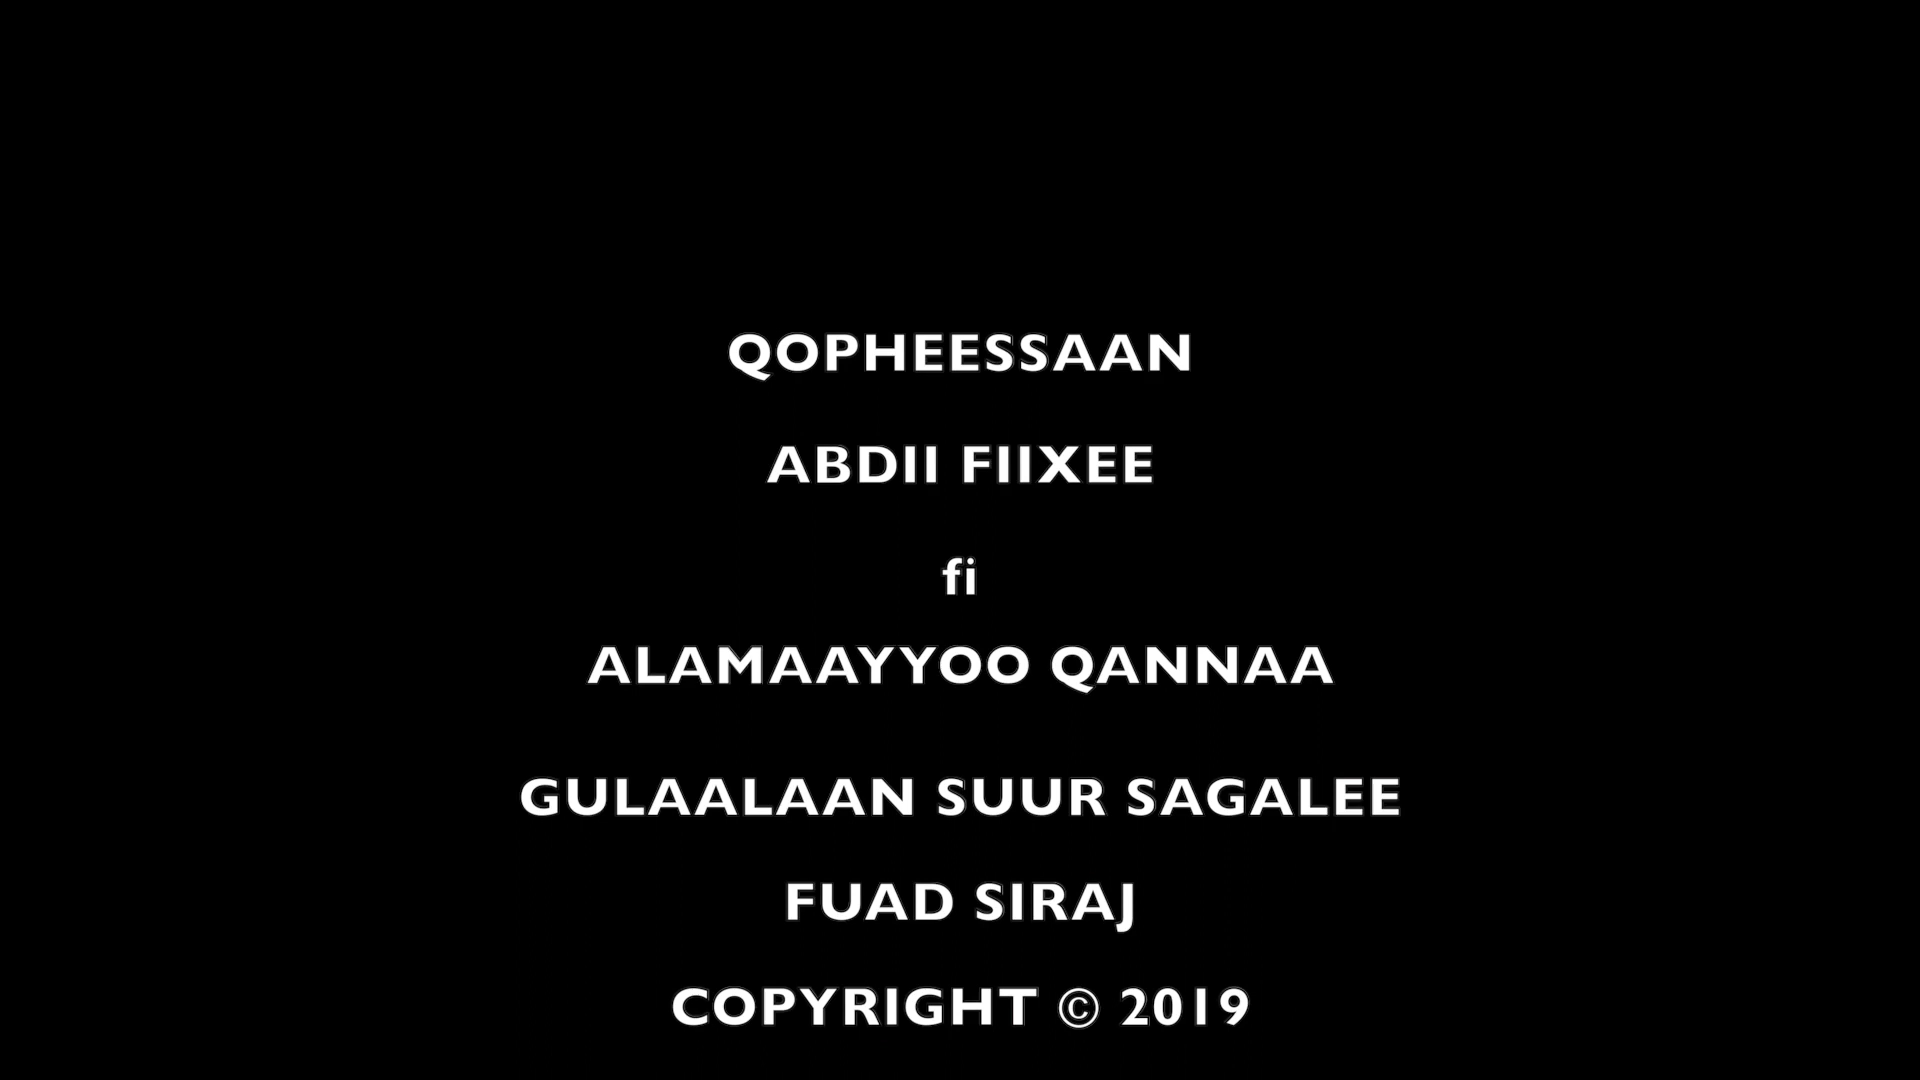 QOPHEESSAAN
ABDII FIIXEE
fi
ALAMAAYYOO QANNAA
GULAALAAN SUUR SAGALEE
FUAD SIRAJ
COPYRIGHT © 2019